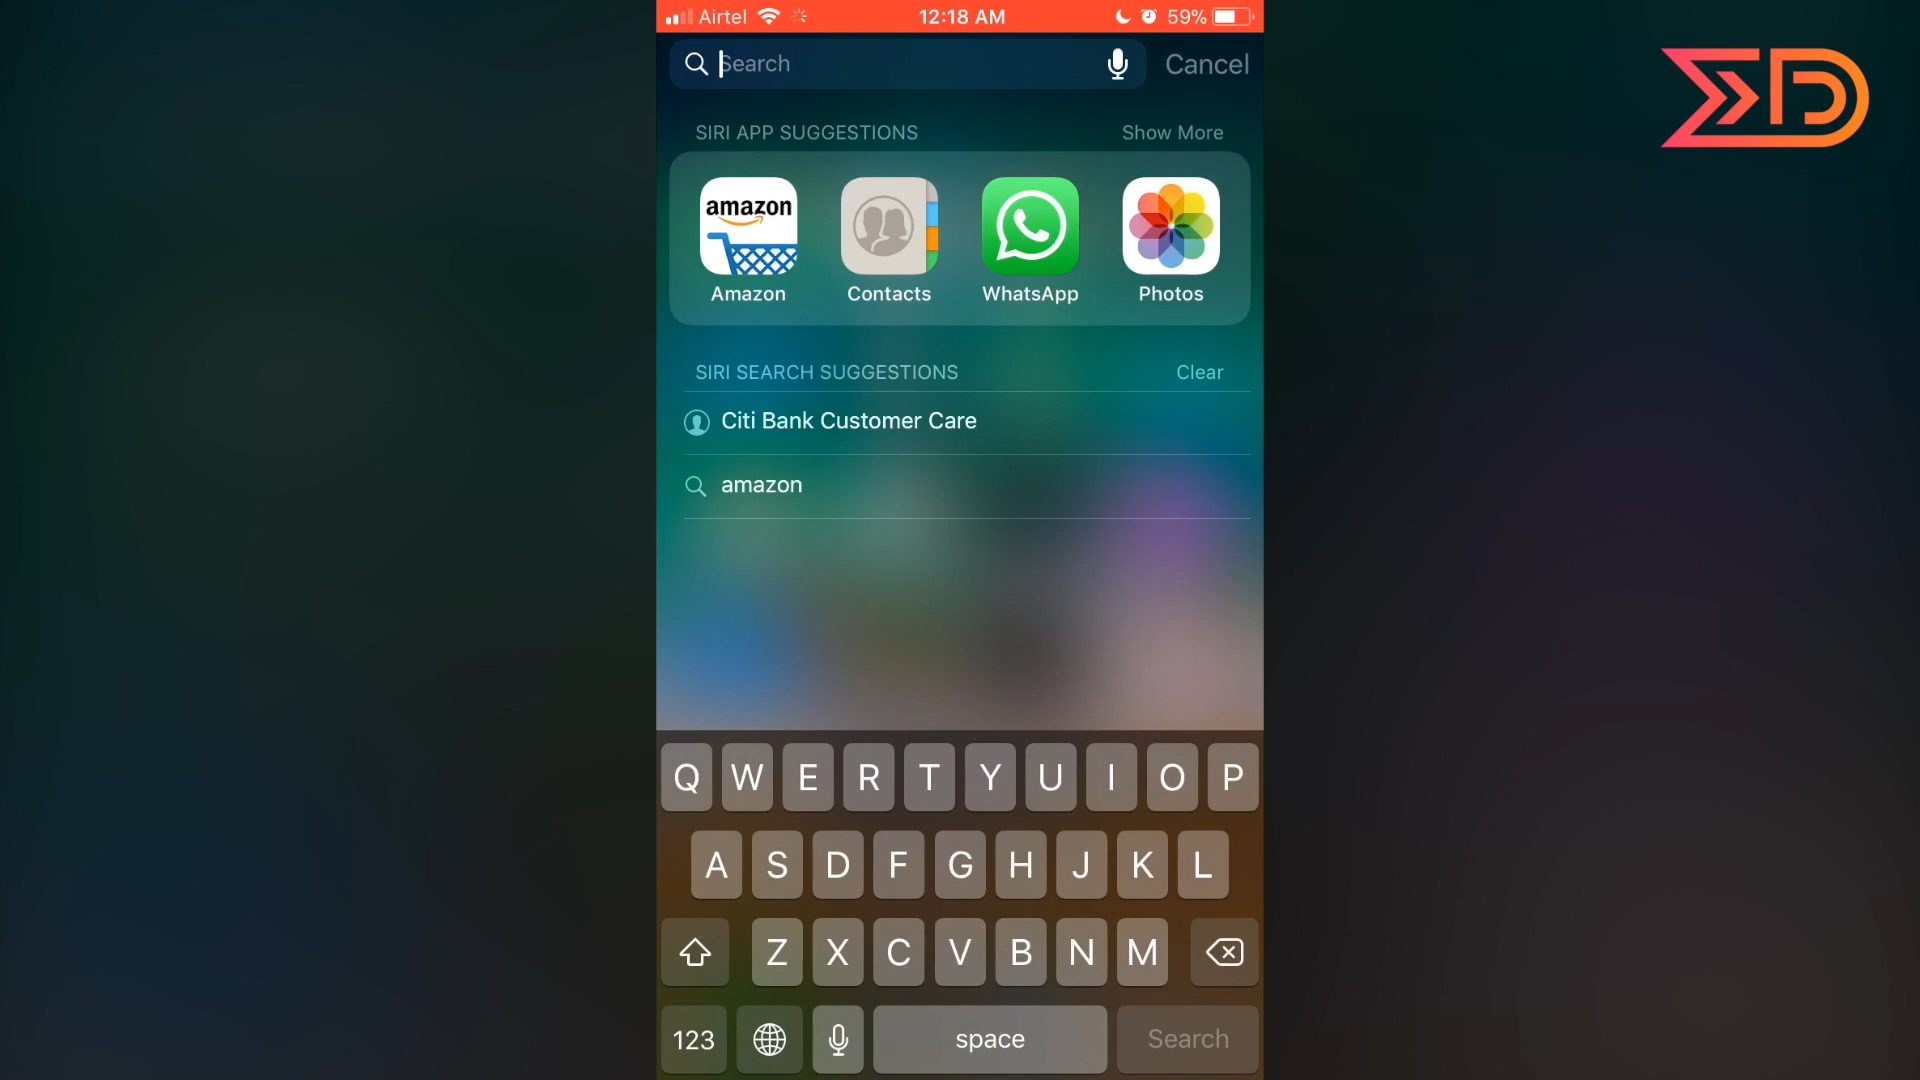 Airtel 12:18 AM 59%
Search Cancel
SIRI APP SUGGESTIONS Show More
amazon
Amazon Contacts WhatsApp Photos
SIRI SEARCH SUGGESTIONS Clear
Citi Bank Customer Care
amazon
Q W E R T Y U I O P
A S D F G H J K L
Z X C V B N M
123 space Search